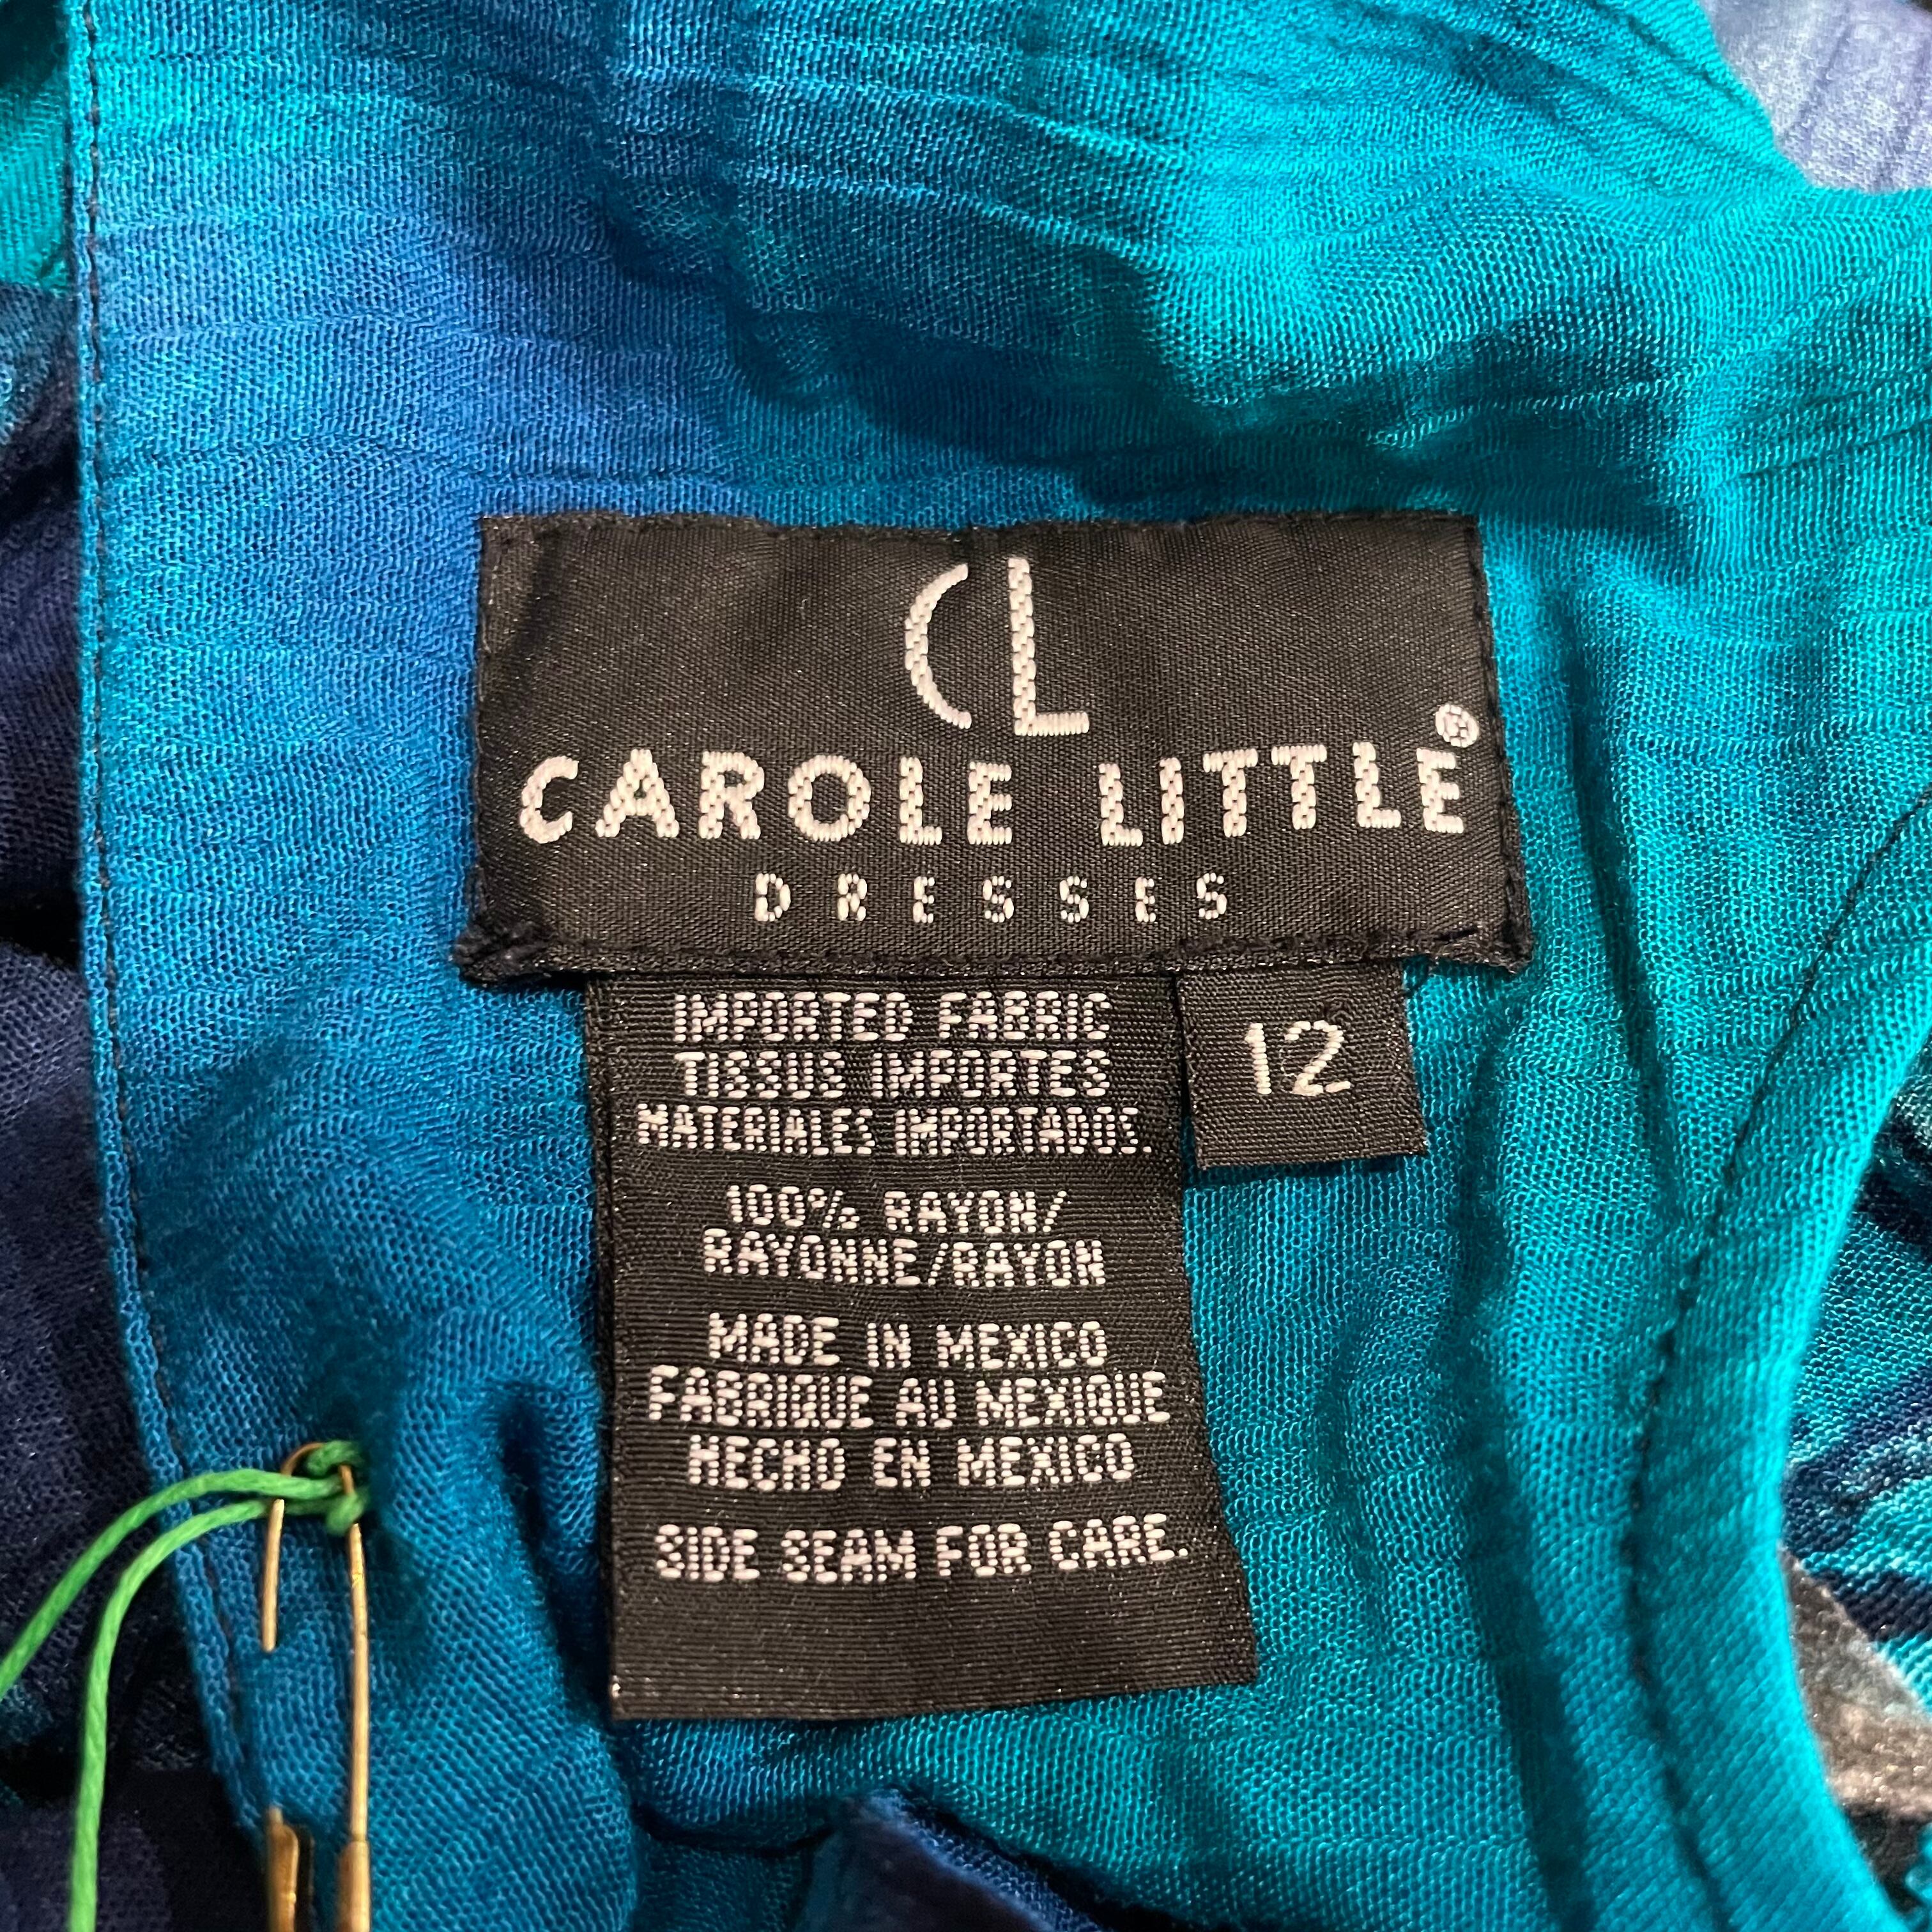 CL
CAROLE LITTLE®
DRESSES
IMPORTED FABRIC
TISSUS IMPORTES
MATERIALES IMPORTADOS.
12
100% RAYON/
RAYONNE/RAYON
MADE IN MEXICO
FABRIQUE AU MEXIQUE
HECHO EN MEXICO
SIDE SEAM FOR CARE.